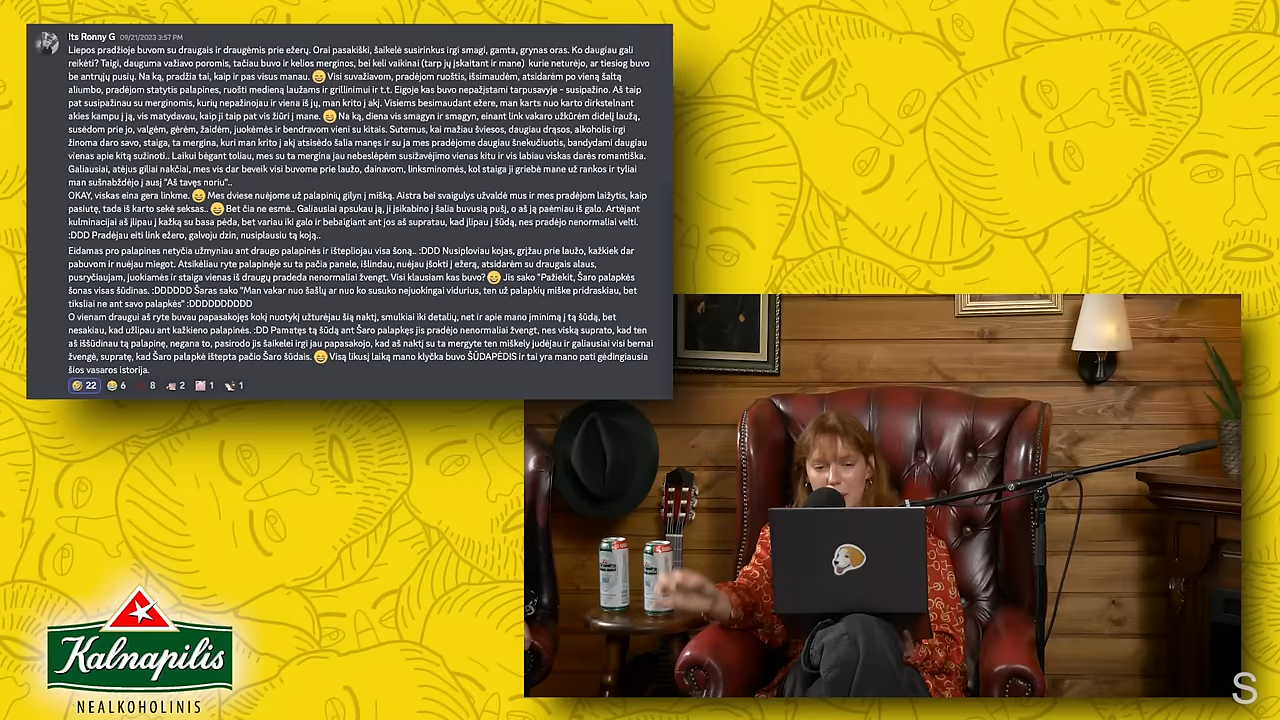 Its Ronny G 09/21/2023 3:57 PM
Liepos pradžioje buvom su draugais ir draugėmis prie ežerų. Orai pasakiški, šaikelė susirinkus irgi smagi, gamta, grynas oras. Ko daugiau gali
reikėti? Taigi, dauguma važiavo poromis, tačiau buvo ir kelios merginos, bei keli vaikinai (tarp jų įskaitant ir mane) kurie neturėjo, ar tiesiog buvo
be antrųjų pusių. Na ką, pradžia tai, kaip ir pas visus manau. 😄 Visi suvažiavom, pradėjom ruoštis, išsimaudėm, atsidarėm po vieną šaltą
aliumbo, pradėjom statytis palapines, ruošti medieną laužams ir grillinimui ir t.t. Eigoje kas buvo nepažįstami tarpusavyje - susipažino. Aš taip
pat susipažinau su merginomis, kurių nepažinojau ir viena iš jų, man krito į akį. Visiems besimaudant ežere, man karts nuo karto dirkstelnant
akies kampu į ją, vis matydavau, kaip ji taip pat vis žiūri į mane. 😄 Na ką, diena vis smagyn ir smagyn, einant link vakaro užkūrėm didelį laužą,
susėdom prie jo, valgėm, gėrėm, žaidėm, juokėmės ir bendravom vieni su kitais. Sutemus, kai mažiau šviesos, daugiau drąsos, alkoholis irgi
žinoma daro savo, staiga, ta mergina, kuri man krito į akį atsisėdo šalia manęs ir su ja mes pradėjome daugiau šnekučiuotis, bandydami daugiau
vienas apie kitą sužinoti.. Laikui bėgant toliau, mes su ta mergina jau nebeslėpėm susižavėjimo vienas kitu ir vis labiau viskas darės romantiška.
Galiausiai, atėjus giliai nakčiai, mes vis dar beveik visi buvome prie laužo, dainavom, linksminomės, kol staiga ji griebė mane už rankos ir tyliai
man sušnabždėjo į ausį "Aš tavęs noriu"..
OKAY, viskas eina gera linkme. 😄 Mes dviese nuėjome už palapinių gilyn į mišką. Aistra bei svaigulys užvaldė mus ir mes pradėjom laižytis, kaip
pasiutę, tada iš karto sekė seksas.. 😄 Bet čia ne esmė.. Galiausiai apsukau ją, ji įsikabino į šalia buvusią pušį, o aš ją paėmiau iš galo. Artėjant
kulminacijai aš įlipau į kažką su basa pėda, bet variau iki galo ir bebaigiant ant jos aš supratau, kad įlipau į šūdą, nes pradėjo nenormaliai velti.
:DDD Pradėjau eiti link ežero, galvoju dzin, nusiplausiu tą koją..
Eidamas pro palapines netyčia užmyniau ant draugo palapinės ir ištepliojau visa šoną.. :DDD Nusiploviau kojas, grįžau prie laužo, kažkiek dar
pabuvom ir nuėjau miegot. Atsikėliau ryte palapinėje su ta pačia panele, išlindau, nuėjau įšokti į ežerą, atsidarėm su draugais alaus,
pusryčiaujam, juokiamės ir staiga vienas iš draugų pradeda nenormaliai žvengt. Visi klausiam kas buvo? 😄 Jis sako "Pažiekit, Šaro palapkės
šonas visas šūdinas. :DDDDDD Šaras sako "Man vakar nuo šašlų ar nuo ko susuko nejuokingai vidurius, ten už palapkių miške pridraskiau, bet
tiksliai ne ant savo palapkės" :DDDDDDDDDD
O vienam draugui aš ryte buvau papasakojęs kokį nuotykį užturėjau šią naktį, smulkiai iki detalių, net ir apie mano įminimą į tą šūdą, bet
nesakiau, kad užlipau ant kažkieno palapinės. :DD Pamatęs tą šūdą ant Šaro palapkęs jis pradėjo nenormaliai žvengt, nes viską suprato, kad ten
aš iššūdinau tą palapinę, negana to, pasirodo jis šaikelei irgi jau papasakojo, kad aš naktį su ta mergyte miškely judėjau ir galiausiai visi bernai
žvengė, supratę, kad Šaro palapkė ištepta pačio Šaro šūdais. 😄 Visą likusį laiką mano klyčka buvo ŠŪDAPĖDIS ir tai yra mano pati gėdingiausia
šios vasaros istorija.
22 6 8 2 1 1
Kalnapilis
NEALKOHOLINIS
S